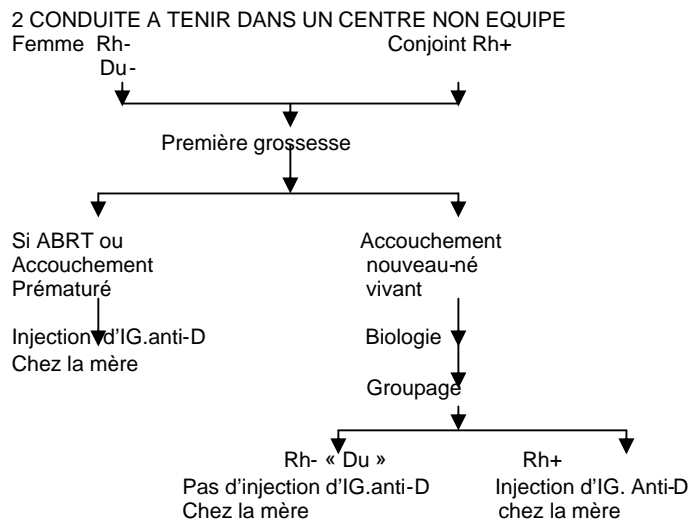 2 CONDUITE A TENIR DANS UN CENTRE NON EQUIPE
Femme Rh- Conjoint Rh+
Du-
Première grossesse
Si ABRT ou
Accouchement
Prématuré
Injection d'IG.anti-D
Chez la mère
Accouchement
nouveau-né
vivant
Biologie
Groupage
Rh- « Du »
Pas d'injection d'IG.anti-D
Chez la mère
Rh+
Injection d'IG. Anti-D
chez la mère